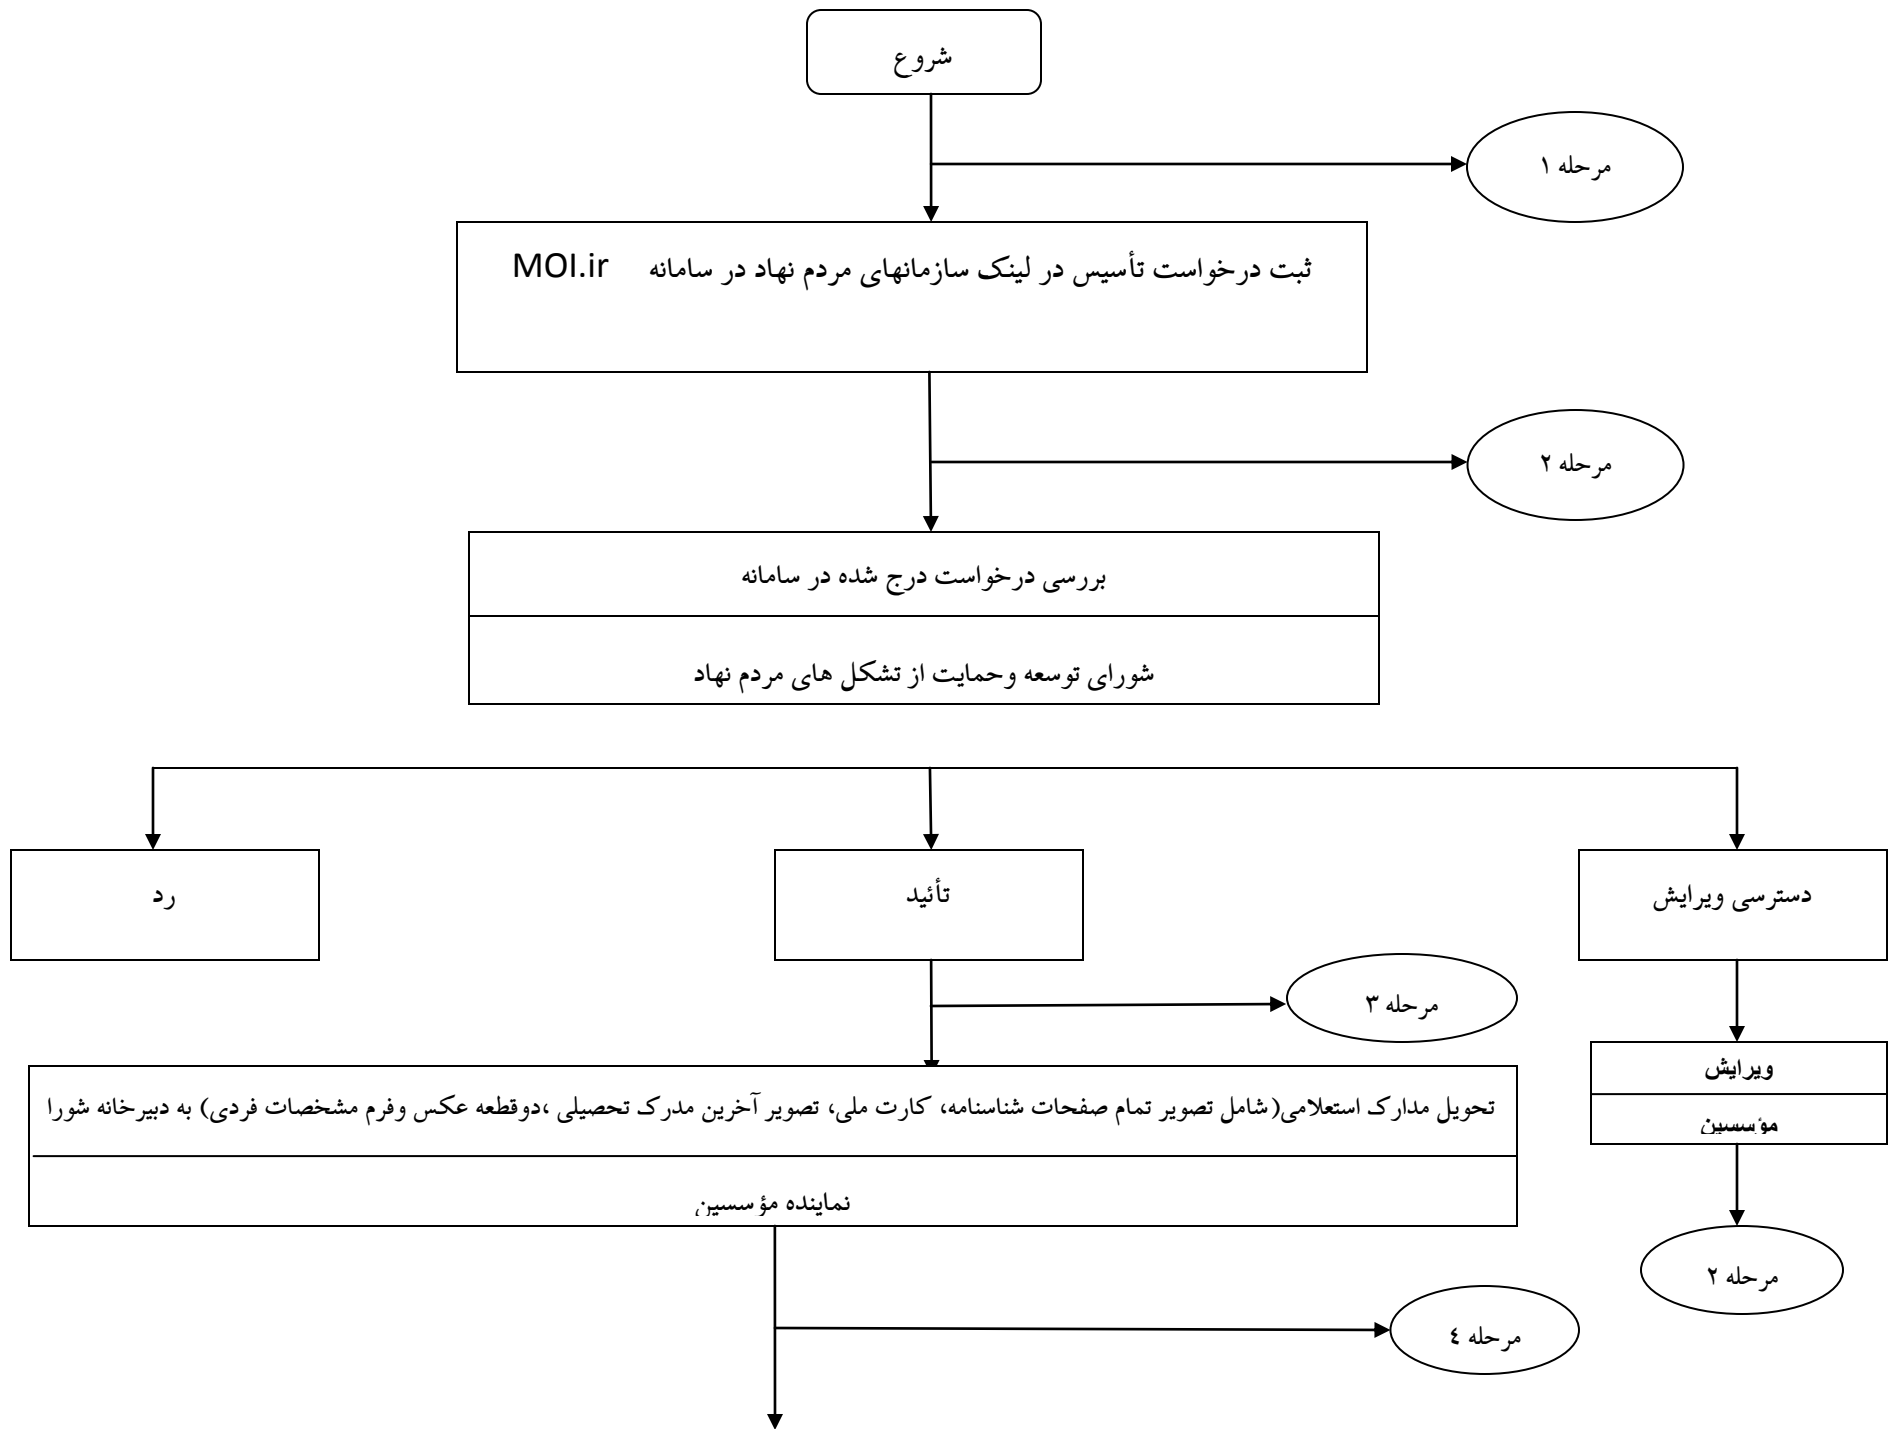 شروع
مرحله ۱
ثبت درخواست تأسیس در لینک سازمانهای مردم نهاد در سامانه MOI.ir
مرحله ۲
بررسی درخواست درج شده در سامانه
شورای توسعه وحمایت از تشکل های مردم نهاد
دسترسی ویرایش
تأئید
رد
مرحله ۳
ویرایش
مؤسسین
تحویل مدارک استعلامی(شامل تصویر تمام صفحات شناسنامه، کارت ملی، تصویر آخرین مدرک تحصیلی ،دوقطعه عکس وفرم مشخصات فردی) به دبیرخانه شورا
نماینده مؤسسین
مرحله ۲
مرحله ٤